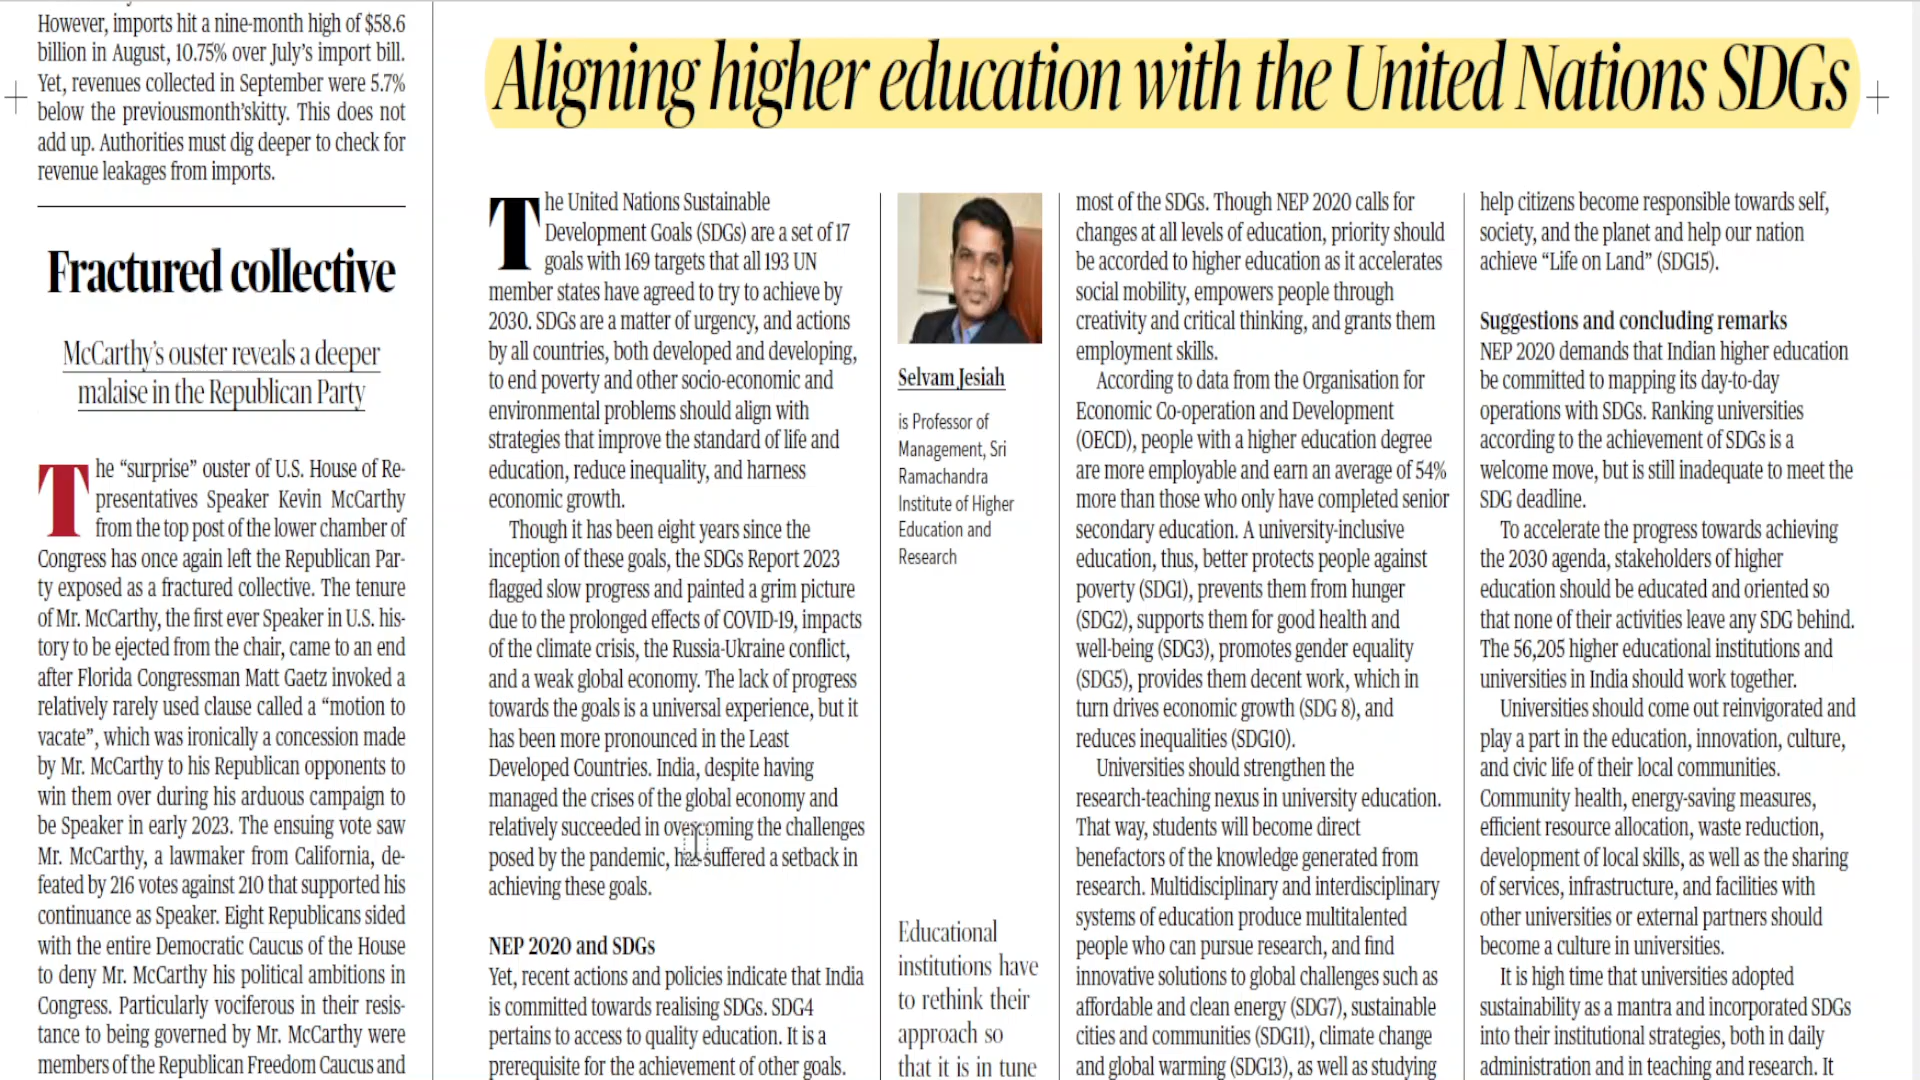 However, imports hit a nine-month high of $58.6
billion in August, 10.75% over July's import bill.
Yet, revenues collected in September were 5.7%
below the previousmonth'skitty. This does not
add up. Authorities must dig deeper to check for
revenue leakages from imports.
Fractured collective
McCarthy's ouster reveals a deeper
malaise in the Republican Party
The "surprise" ouster of U.S. House of Re-
presentatives Speaker Kevin McCarthy
from the top post of the lower chamber of
Congress has once again left the Republican Par-
ty exposed as a fractured collective. The tenure
of Mr. McCarthy, the first ever Speaker in U.S. his-
tory to be ejected from the chair, came to an end
after Florida Congressman Matt Gaetz invoked a
relatively rarely used clause called a "motion to
vacate", which was ironically a concession made
by Mr. McCarthy to his Republican opponents to
win them over during his arduous campaign to
be Speaker in early 2023. The ensuing vote saw
Mr. McCarthy, a lawmaker from California, de-
feated by 216 votes against 210 that supported his
continuance as Speaker. Eight Republicans sided
with the entire Democratic Caucus of the House
to deny Mr. McCarthy his political ambitions in
Congress. Particularly vociferous in their resis-
tance to being governed by Mr. McCarthy were
members of the Republican Freedom Caucus and
Aligning higher education with the United Nations SDGs
The United Nations Sustainable
Development Goals (SDGs) are a set of 17
goals with 169 targets that all 193 UN
member states have agreed to try to achieve by
2030. SDGs are a matter of urgency, and actions
by all countries, both developed and developing,
to end poverty and other socio-economic and
environmental problems should align with
strategies that improve the standard of life and
education, reduce inequality, and harness
economic growth.
Though it has been eight years since the
inception of these goals, the SDGs Report 2023
flagged slow progress and painted a grim picture
due to the prolonged effects of COVID-19, impacts
of the climate crisis, the Russia-Ukraine conflict,
and a weak global economy. The lack of progress
towards the goals is a universal experience, but it
has been more pronounced in the Least
Developed Countries. India, despite having
managed the crises of the global economy and
relatively succeeded in overcoming the challenges
posed by the pandemic, has suffered a setback in
achieving these goals.
NEP 2020 and SDGs
Yet, recent actions and policies indicate that India
is committed towards realising SDGs. SDG4
pertains to access to quality education. It is a
prerequisite for the achievement of other goals.
Selvam Jesiah
is Professor of
Management, Sri
Ramachandra
Institute of Higher
Education and
Research
Educational
institutions have
to rethink their
approach so
that it is in tune
most of the SDGs. Though NEP 2020 calls for
changes at all levels of education, priority should
be accorded to higher education as it accelerates
social mobility, empowers people through
creativity and critical thinking, and grants them
employment skills.
According to data from the Organisation for
Economic Co-operation and Development
(OECD), people with a higher education degree
are more employable and earn an average of 54%
more than those who only have completed senior
secondary education. A university-inclusive
education, thus, better protects people against
poverty (SDG1), prevents them from hunger
(SDG2), supports them for good health and
well-being (SDG3), promotes gender equality
(SDG5), provides them decent work, which in
turn drives economic growth (SDG 8), and
reduces inequalities (SDG10).
Universities should strengthen the
research-teaching nexus in university education.
That way, students will become direct
benefactors of the knowledge generated from
research. Multidisciplinary and interdisciplinary
systems of education produce multitalented
people who can pursue research, and find
innovative solutions to global challenges such as
affordable and clean energy (SDG7), sustainable
cities and communities (SDG11), climate change
and global warming (SDG13), as well as studying
help citizens become responsible towards self,
society, and the planet and help our nation
achieve "Life on Land" (SDG15).
Suggestions and concluding remarks
NEP 2020 demands that Indian higher education
be committed to mapping its day-to-day
operations with SDGs. Ranking universities
according to the achievement of SDGs is a
welcome move, but is still inadequate to meet the
SDG deadline.
To accelerate the progress towards achieving
the 2030 agenda, stakeholders of higher
education should be educated and oriented so
that none of their activities leave any SDG behind.
The 56,205 higher educational institutions and
universities in India should work together.
Universities should come out reinvigorated and
play a part in the education, innovation, culture,
and civic life of their local communities.
Community health, energy-saving measures,
efficient resource allocation, waste reduction,
development of local skills, as well as the sharing
of services, infrastructure, and facilities with
other universities or external partners should
become a culture in universities.
It is high time that universities adopted
sustainability as a mantra and incorporated SDGs
into their institutional strategies, both in daily
administration and in teaching and research. It